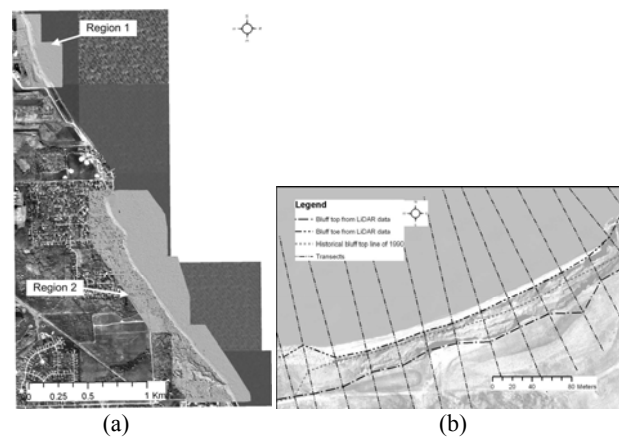 Region 1
Region 2
0 0.25 0.5 1 Km
(a)
Legend
Bluff top from LiDAR data
Bluff toe from LiDAR data
Historical bluff top line of 1990
Transects
0 20 40 80
Meters
(b)